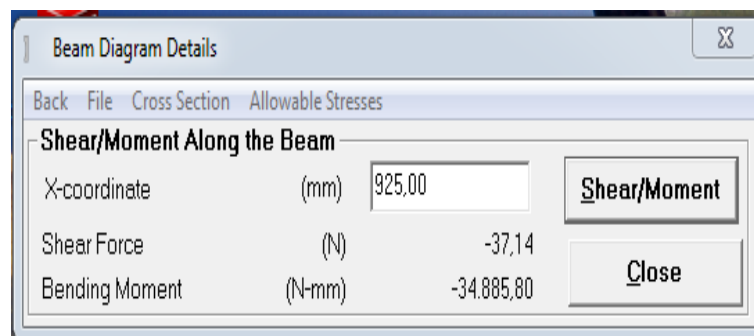 Beam Diagram Details
Back File Cross Section Allowable Stresses
Shear/Moment Along the Beam
X-coordinate (mm) 925,00 Shear/Moment
Shear Force (N) -37,14
Close
Bending Moment (N-mm) -34.885,80